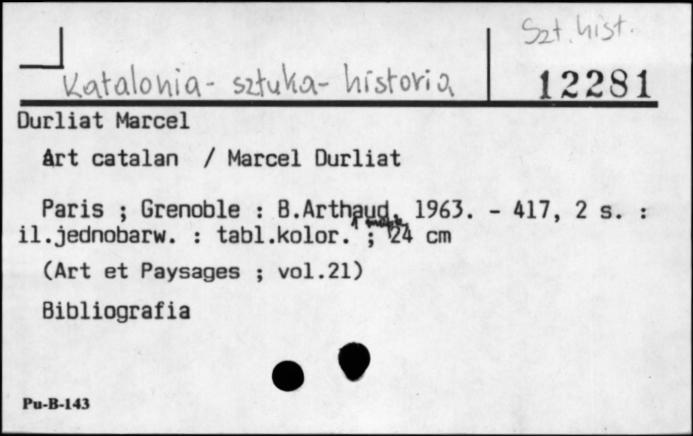 Szt. hist.
Katalonia - sztuka - historia
12281
Durliat Marcel
Art catalan / Marcel Durliat
Paris ; Grenoble : B.Arthaud, 1963. - 417, 2 s. :
il.jednobarw. : tabl.kolor. ; 24 cm
(Art et Paysages ; vol.21)
Bibliografia
Pu-B-143